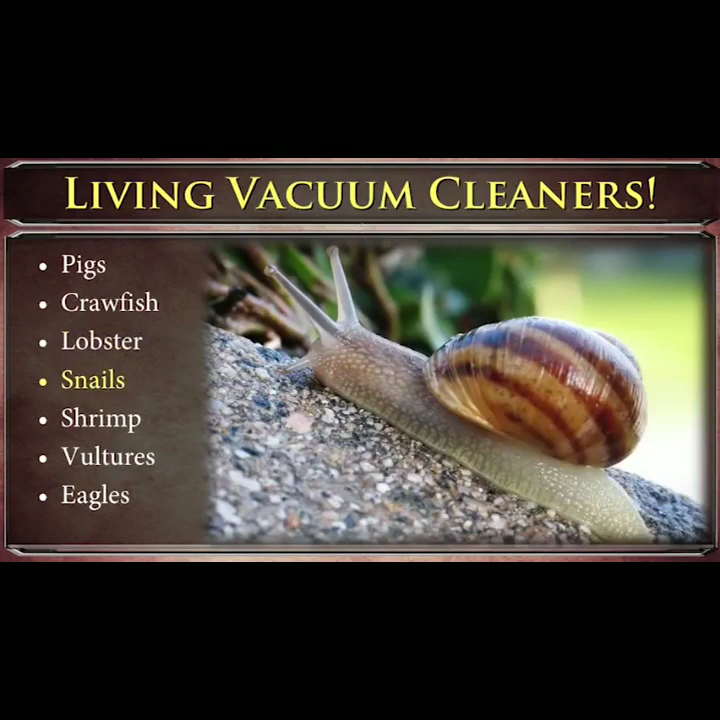 Living Vacuum Cleaners!
• Pigs
• Crawfish
• Lobster
• Snails
• Shrimp
• Vultures
• Eagles